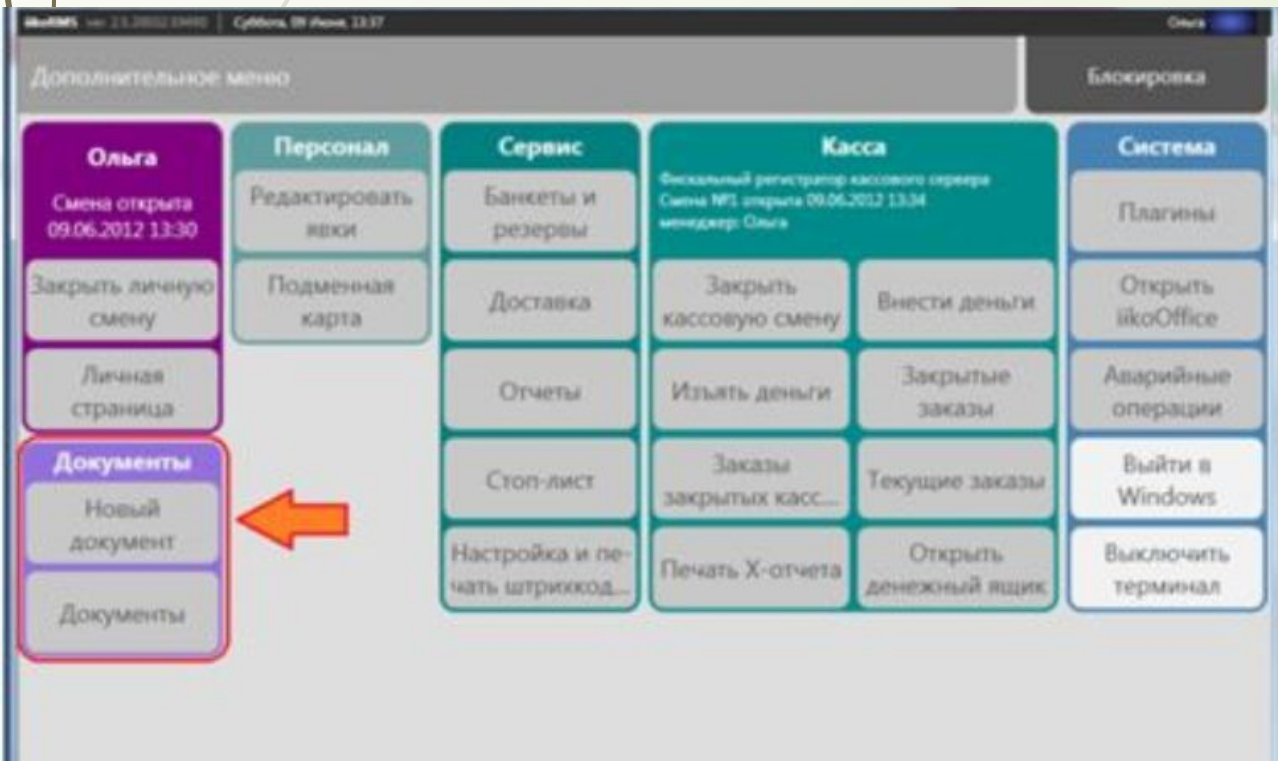 iikoRMS ver Суббота, 09 Июня, 13:37 Ольга
Дополнительное меню
Блокировка
Ольга
Смена открыта
09.06.2012 13:30
Закрыть личную
смену
Личная
страница
Документы
Новый
документ
Документы
Персонал
Редактировать
явки
Подменная
карта
Сервис
Банкеты и
резервы
Доставка
Отчеты
Стоп-лист
Настройка и пе-
чать штрихкод...
Касса
Фискальный регистратор кассового сервера
Смена №1 открыта 09.06.2012 13:34
менеджер: Ольга
Закрыть
кассовую смену
Внести деньги
Изъять деньги
Закрытые
заказы
Заказы
закрытых касс...
Текущие заказы
Печать X-отчета
Открыть
денежный ящик
Система
Плагины
Открыть
iikoOffice
Аварийные
операции
Выйти в
Windows
Выключить
терминал